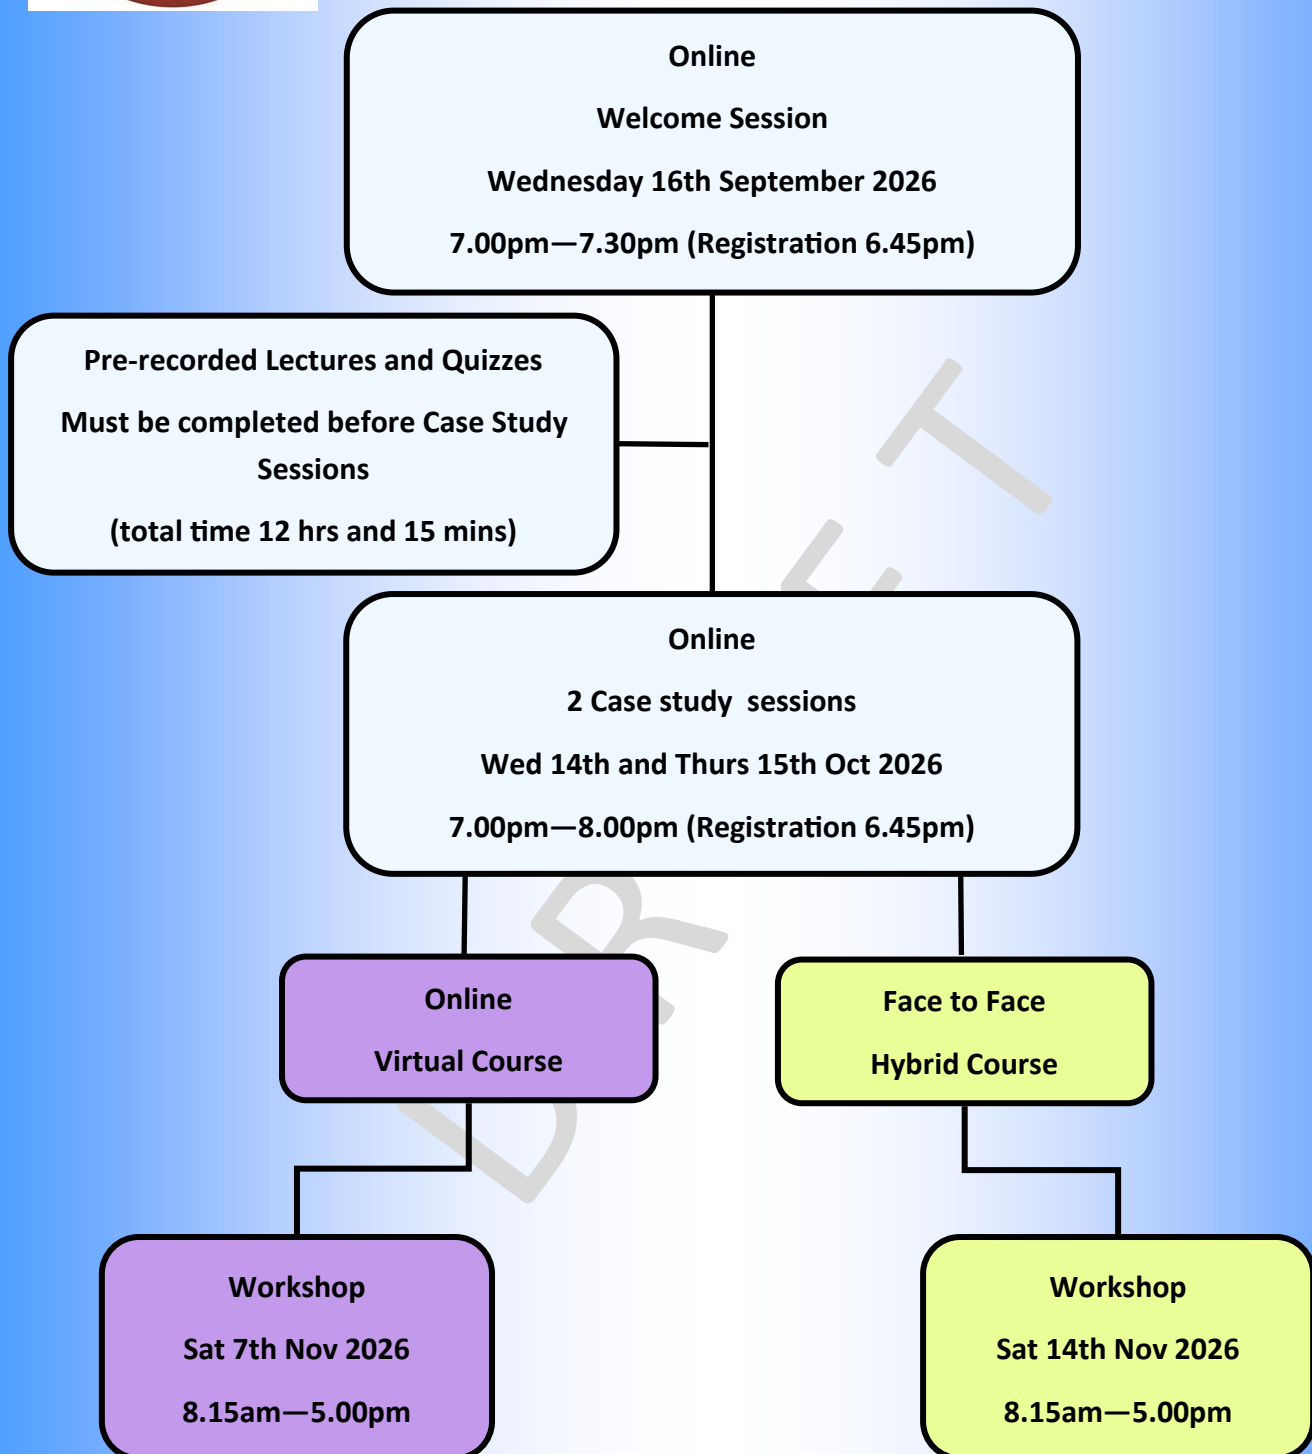 Online
Welcome Session
Wednesday 16th September 2026
7.00pm—7.30pm (Registration 6.45pm)
Pre-recorded Lectures and Quizzes
Must be completed before Case Study
Sessions
(total time 12 hrs and 15 mins)
Online
2 Case study  sessions
Wed 14th and Thurs 15th Oct 2026
7.00pm—8.00pm (Registration 6.45pm)
Online
Virtual Course
Face to Face
Hybrid Course
Workshop
Sat 7th Nov 2026
8.15am—5.00pm
Workshop
Sat 14th Nov 2026
8.15am—5.00pm
DRAFT